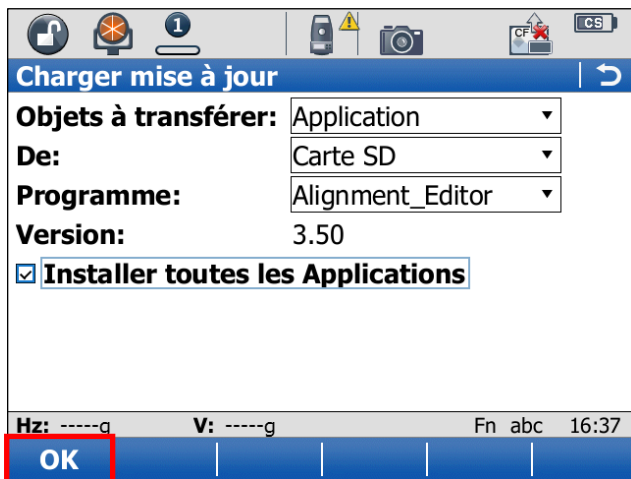 1
CF
CS
Charger mise à jour
Objets à transférer: Application
De: Carte SD
Programme: Alignment_Editor
Version: 3.50
Installer toutes les Applications
Hz: -----g V: -----g Fn abc 16:37
OK